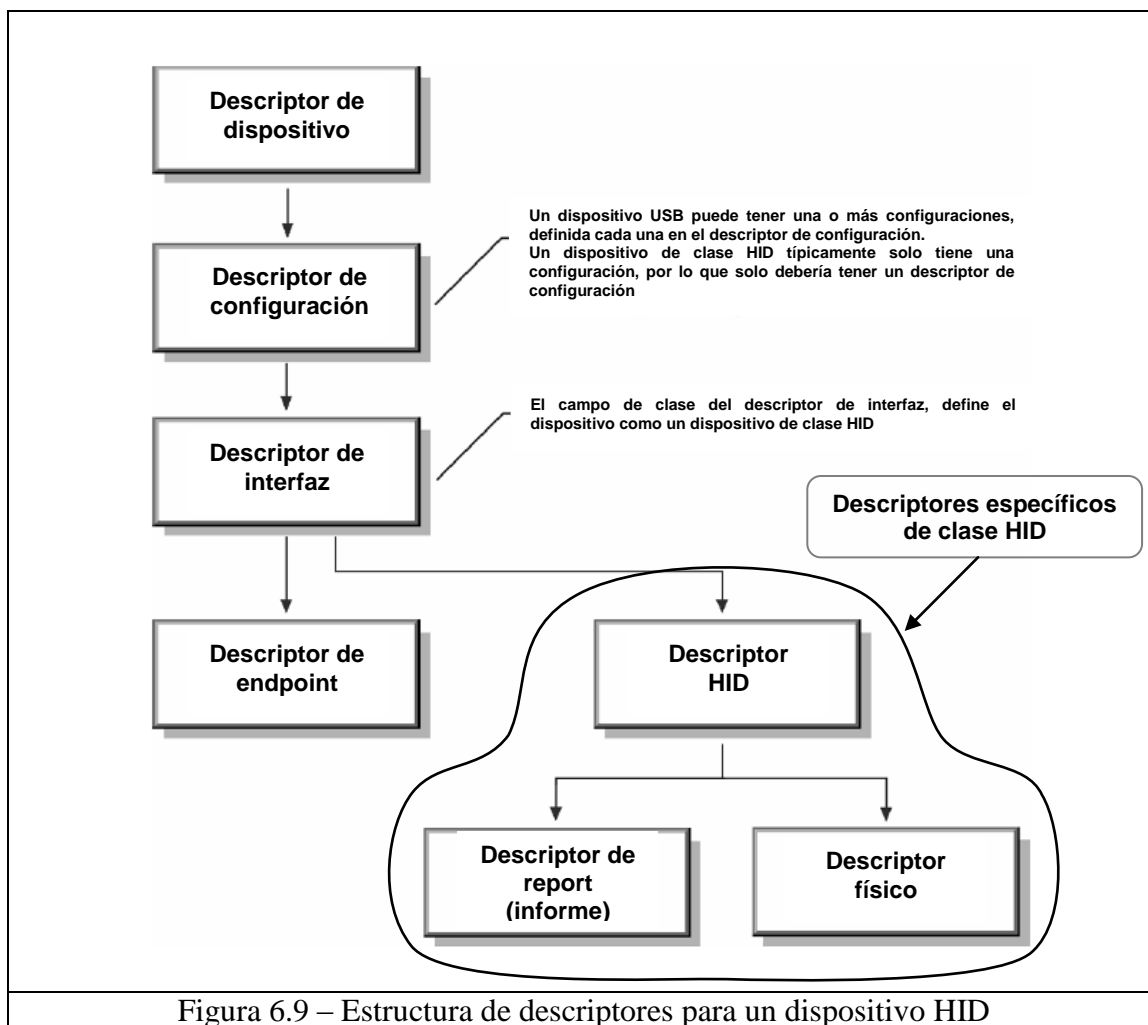 Descriptor de
dispositivo
Un dispositivo USB puede tener una o más configuraciones,
definida cada una en el descriptor de configuración.
Un dispositivo de clase HID típicamente solo tiene una
configuración, por lo que solo debería tener un descriptor de
configuración
Descriptor de
configuración
El campo de clase del descriptor de interfaz, define el
dispositivo como un dispositivo de clase HID
Descriptor de
interfaz
Descriptores específicos
de clase HID
Descriptor de
endpoint
Descriptor
HID
Descriptor de
report
(informe)
Descriptor
físico
Figura 6.9 – Estructura de descriptores para un dispositivo HID